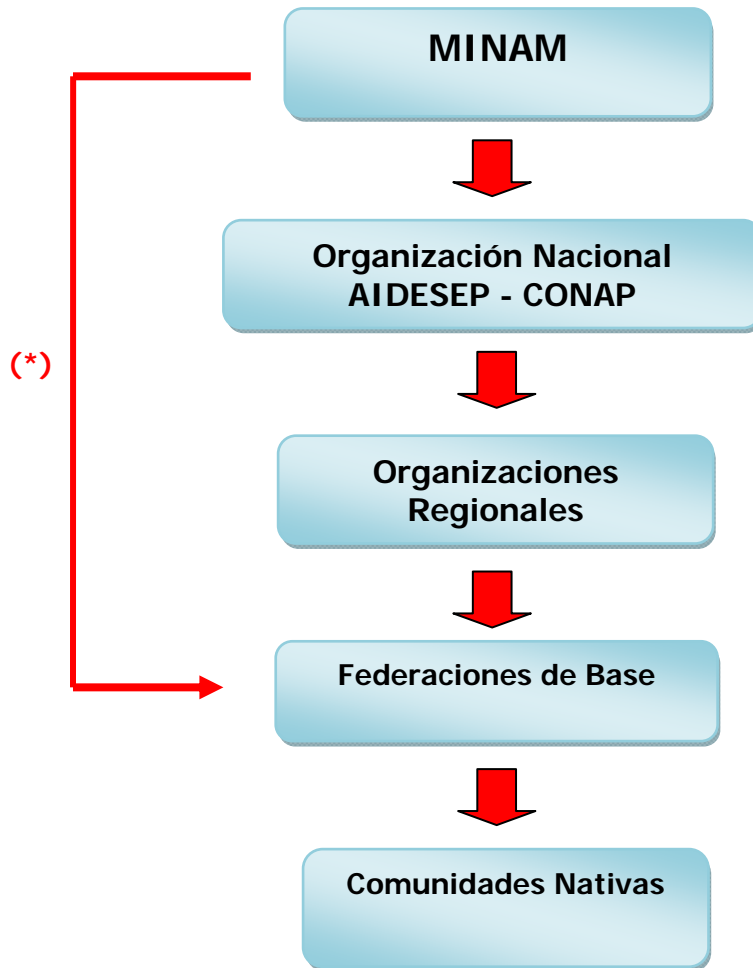 MINAM
Organización Nacional
AIDESEP - CONAP
(*)
Organizaciones
Regionales
Federaciones de Base
Comunidades Nativas